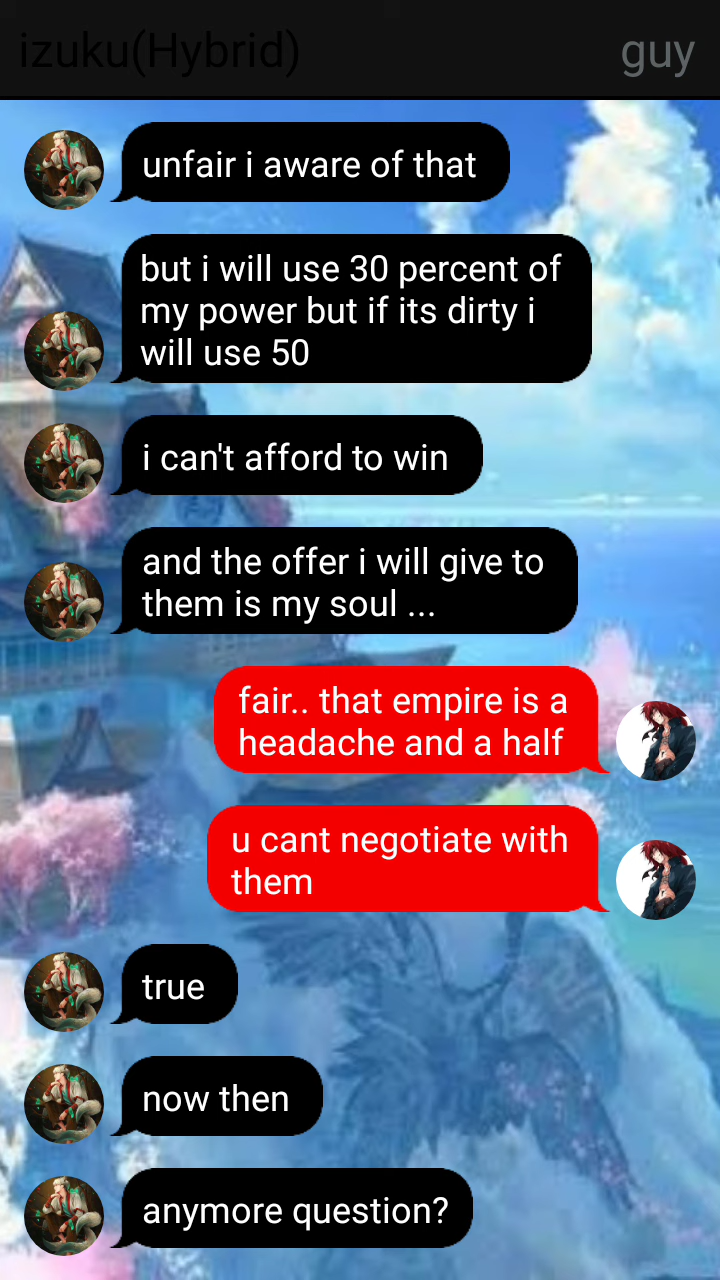 izuku(Hybrid)
guy
unfair i aware of that
but i will use 30 percent of
my power but if its dirty i
will use 50
i can't afford to win
and the offer i will give to
them is my soul ...
fair.. that empire is a
headache and a half
u cant negotiate with
them
true
now then
anymore question?